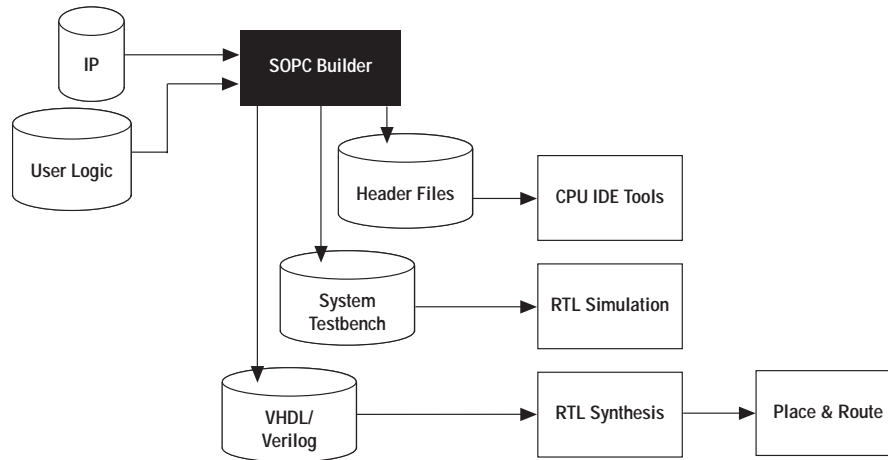 IP
SOPC Builder
User Logic
Header Files
CPU IDE Tools
System
Testbench
RTL Simulation
VHDL/
Verilog
RTL Synthesis
Place & Route